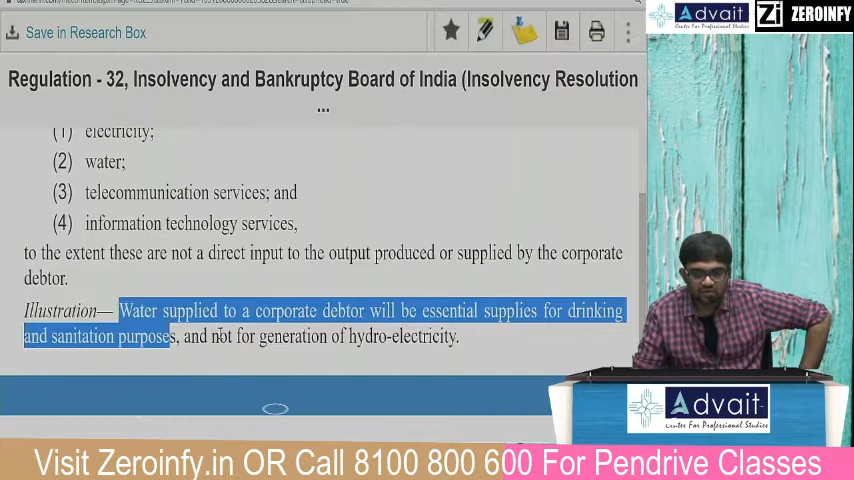 Save in Research Box
Advait
Center For Professional Studies
Zi ZEROINFY
Regulation - 32, Insolvency and Bankruptcy Board of India (Insolvency Resolution
...
(1) electricity;
(2) water;
(3) telecommunication services; and
(4) information technology services,
to the extent these are not a direct input to the output produced or supplied by the corporate
debtor.
Illustration— Water supplied to a corporate debtor will be essential supplies for drinking
and sanitation purposes, and not for generation of hydro-electricity.
Advait
Center For Professional Studies
Visit Zeroinfy.in OR Call 8100 800 600 For Pendrive Classes